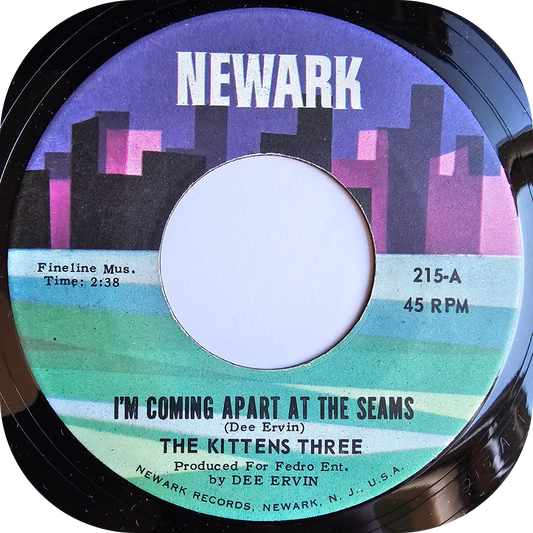 NEWARK
Fineline Mus.
Time: 2:38
215-A
45 RPM
I'M COMING APART AT THE SEAMS
(Dee Ervin)
THE KITTENS THREE
Produced For Fedro Ent.
by DEE ERVIN
NEWARK RECORDS, NEWARK, N. J., U.S.A.